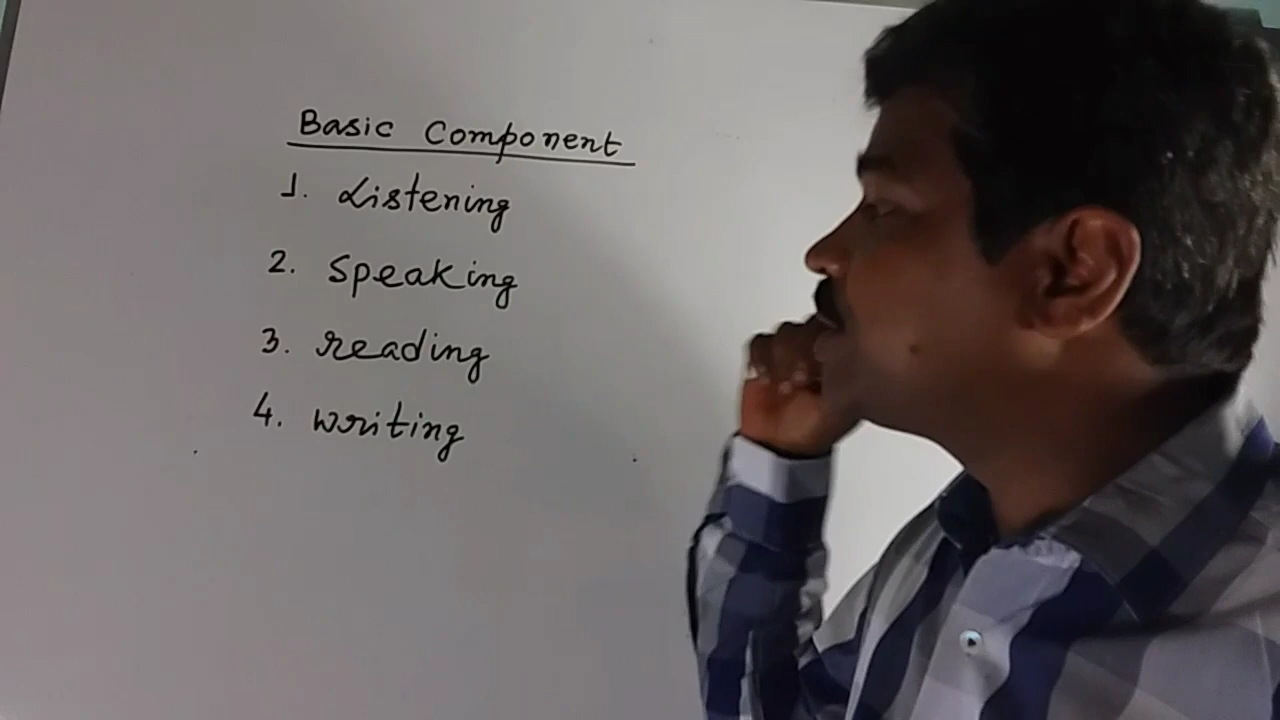 Basic Component
1. Listening
2. Speaking
3. reading
4. writing